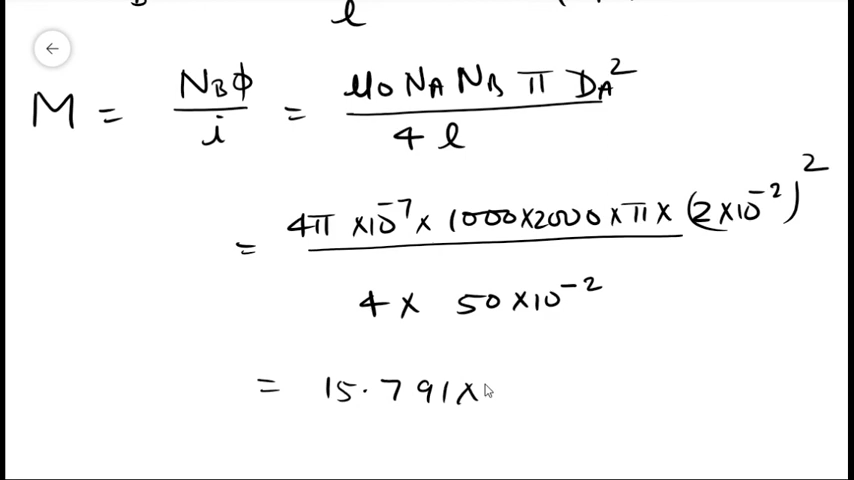 l
M = N_B φ / i = μ0 N_A N_B π D_A² / 4 l
= 4π ×10⁻⁷ × 1000×2000 × π × (2×10⁻²)² / 4 × 50×10⁻²
= 15.791×